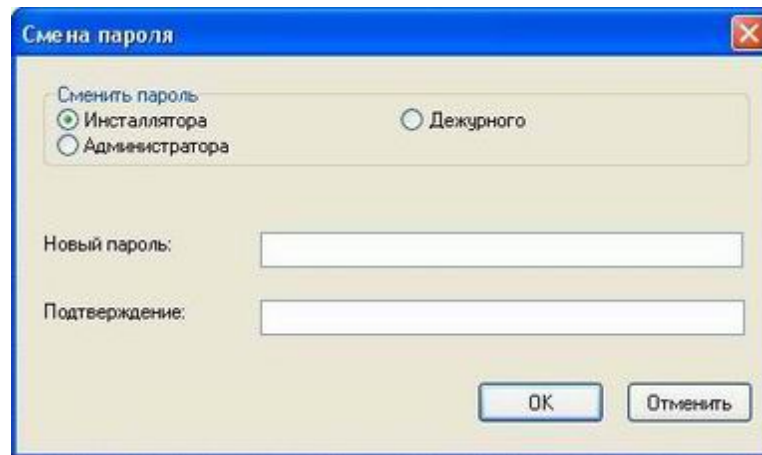 Смена пароля
Сменить пароль
Инсталлятора Дежурного
Администратора
Новый пароль:
Подтверждение:
OK Отменить